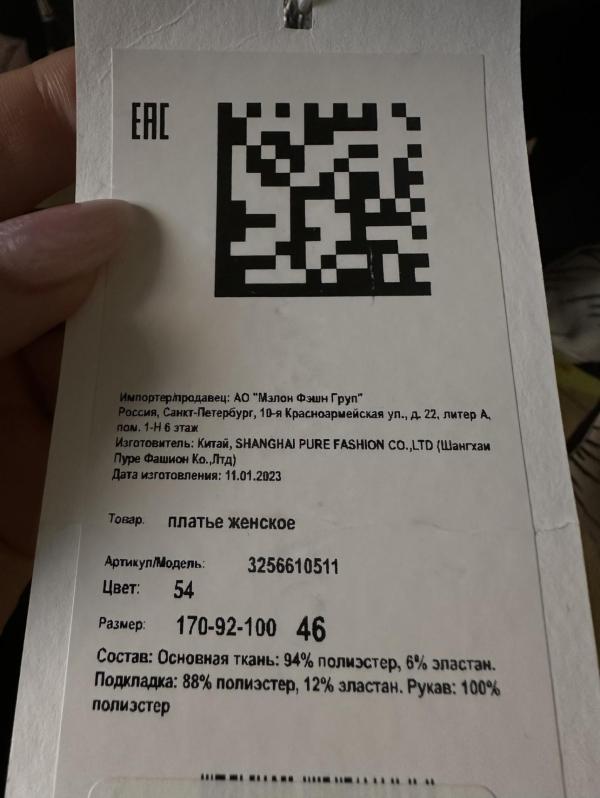 EAC
Импортер/продавец: АО "Мэлон Фэшн Груп"
Россия, Санкт-Петербург, 10-я Красноармейская ул., д. 22, литер А,
пом. 1-Н 6 этаж
Изготовитель: Китай, SHANGHAI PURE FASHION CO.,LTD (Шангхаи
Пуре Фашион Ко.,Лтд)
Дата изготовления: 11.01.2023
Товар: платье женское
Артикул/Модель: 3256610511
Цвет: 54
Размер: 170-92-100 46
Состав: Основная ткань: 94% полиэстер, 6% эластан.
Подкладка: 88% полиэстер, 12% эластан. Рукав: 100%
полиэстер